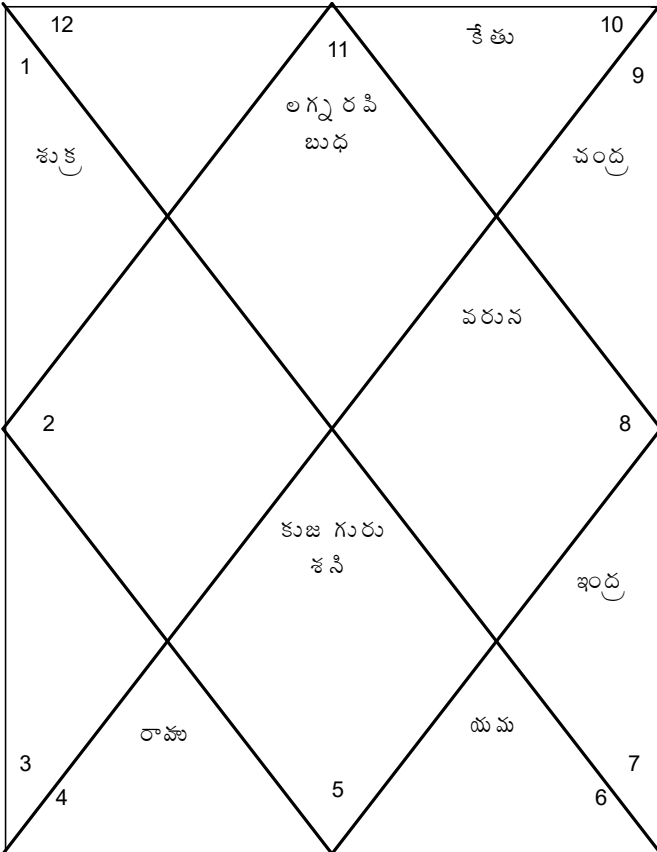 12
11
కేతు
10
1
9
లగ్న రవి
బుధ
శుక్ర
చంద్ర
వరున
2
8
కుజ గురు
శని
ఇంద్ర
రాహు
యమ
3
4
5
6
7